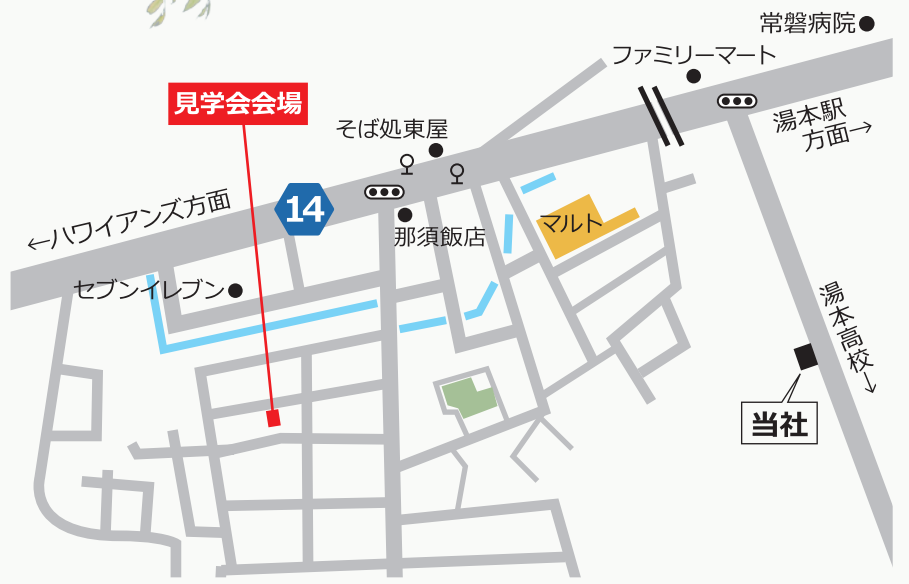 常磐病院
ファミリーマート
見学会会場
そば処東屋
湯本駅
方面→
←ハワイアンズ方面
14
那須飯店
マルト
セブンイレブン
湯本高校→
当社